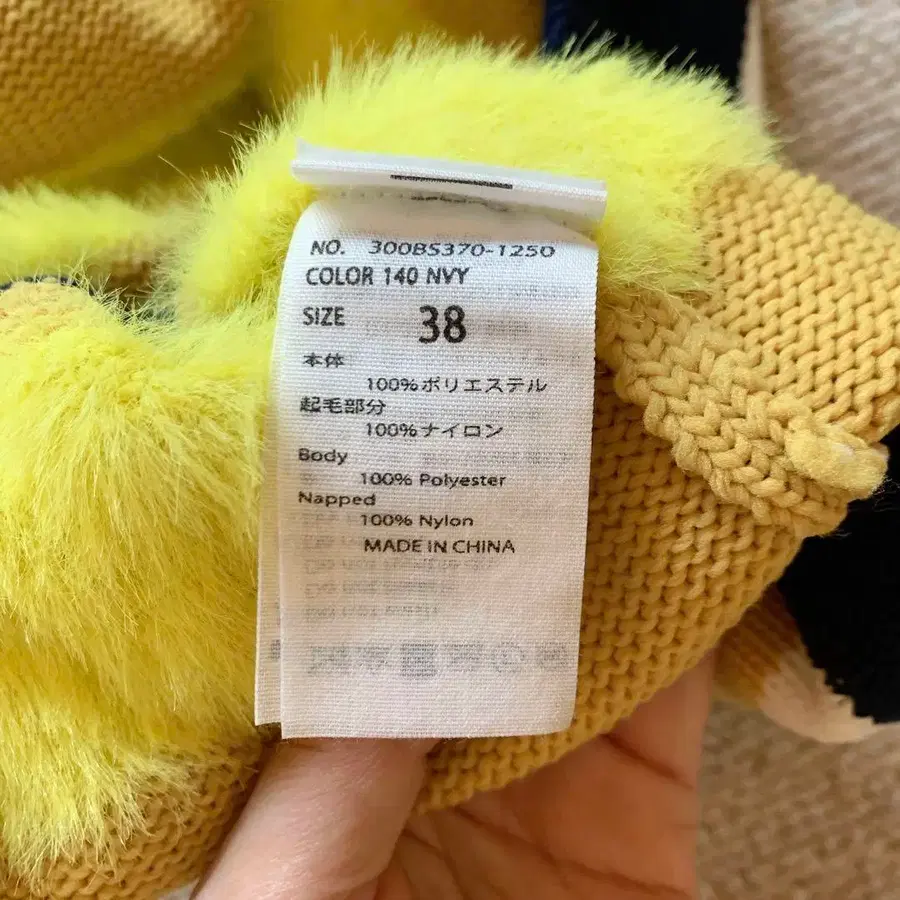 NO. 300BS370-1250
COLOR 140 NVY
SIZE 38
本体
100%ポリエステル
起毛部分
100%ナイロン
Body
100% Polyester
Napped
100% Nylon
MADE IN CHINA